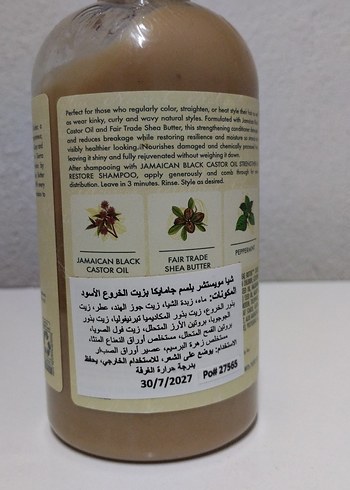 Perfect for those who regularly color, straighten, or heat style their
as wear kinky, curly and wavy natural styles. Formulated with Jamaican
Castor Oil and Fair Trade Shea Butter, this strengthening conditioner
and reduces breakage while restoring resilience and moisture
visibly healthier looking. Nourishes damaged and chemically processed
leaving it shiny and fully rejuvenated without weighing it down.
After shampooing with JAMAICAN BLACK CASTOR OIL STRENGTHEN
RESTORE SHAMPOO, apply generously and comb through
distribution. Leave in 3 minutes. Rinse. Style as desired.
JAMAICAN BLACK
CASTOR OIL
FAIR TRADE
SHEA BUTTER
PEPPERMINT
شيا مويستشر بلسم جامايكا بزيت الخروع الأسود
المكونات: ماء، زبدة الشيا، زيت جوز الهند، عطر، زيت
بذور الخروع، زيت بذور المكاديميا تيرنيفوليا، زيت بذور
الجوجوبا، بروتين الأرز المتحلل، زيت فول الصويا،
بروتين القمح المتحلل، مستخلص أوراق النعناع
مستخلص زهرة البرسيم، عصير أوراق الصبار
الاستخدام: يوضع على الشعر، للاستخدام الخارجي، يحفظ
بدرجة حرارة الغرفة
30/7/2027
Po# 27565